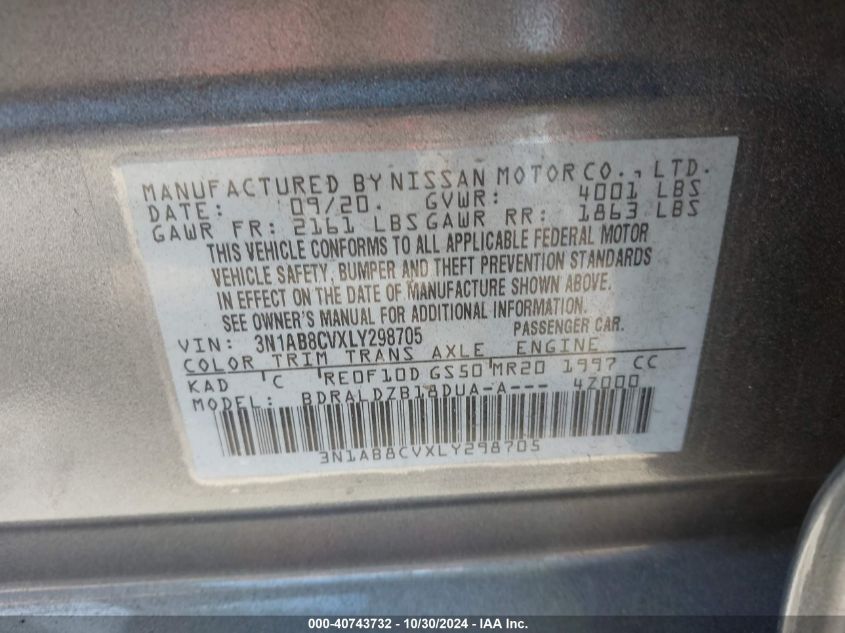 MANUFACTURED BY NISSAN MOTOR CO., LTD.
DATE: 09/20. GVWR: 4001 LBS
GAWR FR: 2161 LBS GAWR RR: 1863 LBS
THIS VEHICLE CONFORMS TO ALL APPLICABLE FEDERAL MOTOR
VEHICLE SAFETY, BUMPER AND THEFT PREVENTION STANDARDS
IN EFFECT ON THE DATE OF MANUFACTURE SHOWN ABOVE.
SEE OWNER'S MANUAL FOR ADDITIONAL INFORMATION.
VIN: 3N1AB8CVXLY298705 PASSENGER CAR.
COLOR TRIM TRANS AXLE ENGINE
KAD C RE0F10D GS50 MR20 1997 CC
MODEL: BDRALDZB18DUA-A--- 4Z000
3N1AB8CVXLY298705
000-40743732 - 10/30/2024 - IAA Inc.